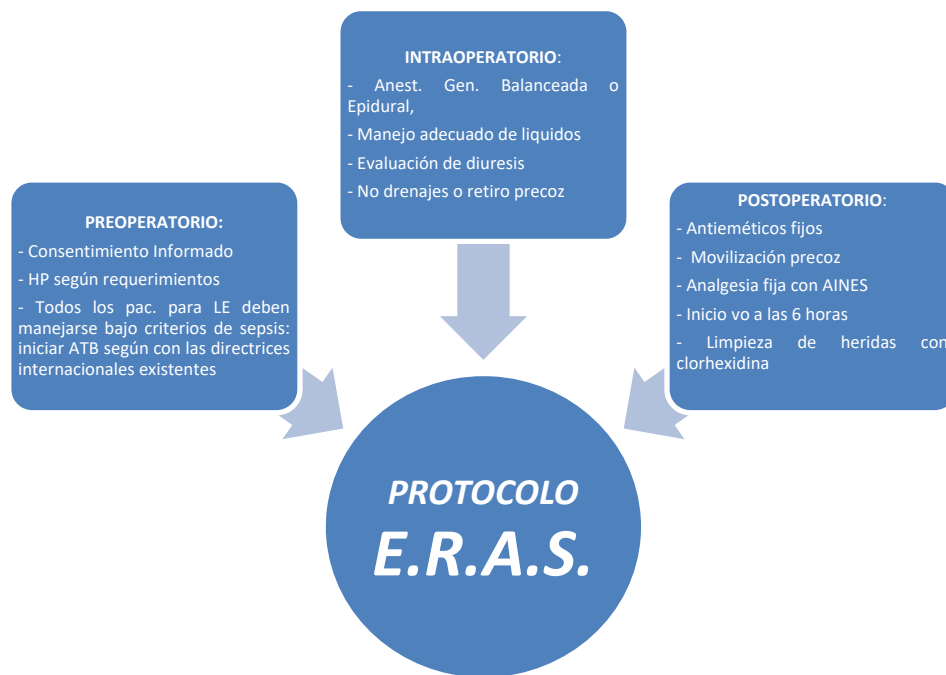 PREOPERATORIO:
- Consentimiento Informado
- HP según requerimientos
- Todos los pac. para LE deben
manejarse bajo criterios de sepsis:
iniciar ATB según con las directrices
internacionales existentes
INTRAOPERATORIO:
- Anest. Gen. Balanceada o
Epidural,
- Manejo adecuado de liquidos
- Evaluación de diuresis
- No drenajes o retiro precoz
POSTOPERATORIO:
- Antieméticos fijos
- Movilización precoz
- Analgesia fija con AINES
- Inicio vo a las 6 horas
- Limpieza de heridas con
clorhexidina
PROTOCOLO
E.R.A.S.